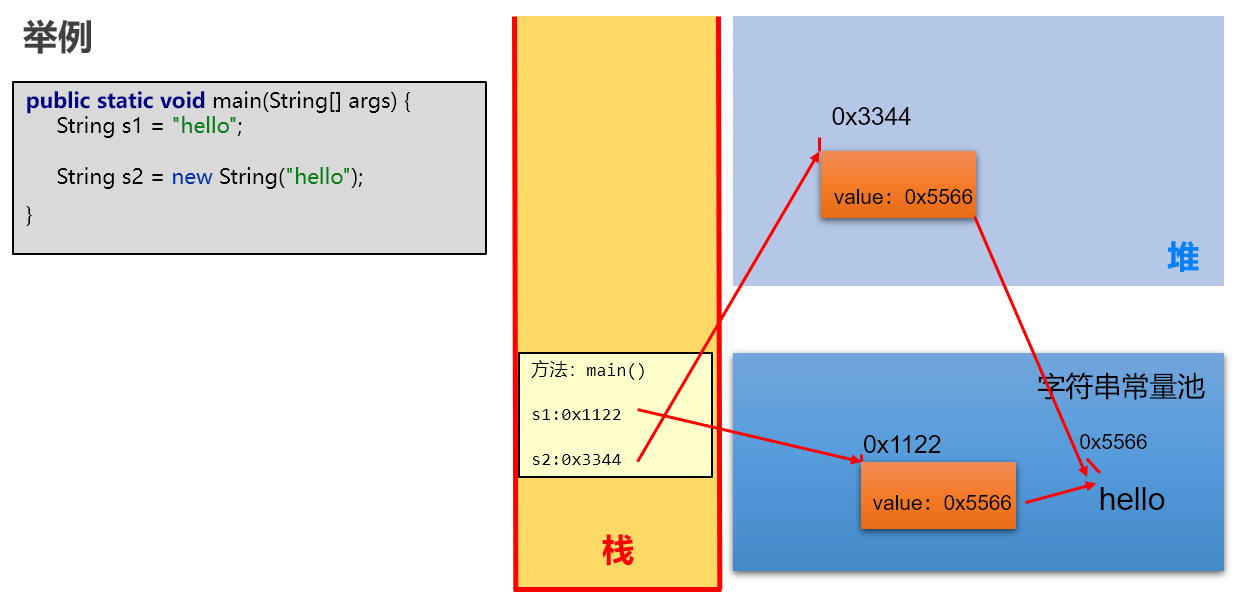 举例
public static void main(String[] args) {
String s1 = "hello";
String s2 = new String("hello");
}
方法：main()
s1:0x1122
s2:0x3344
栈
0x3344
value：0x5566
堆
字符串常量池
0x1122
value：0x5566
0x5566
hello